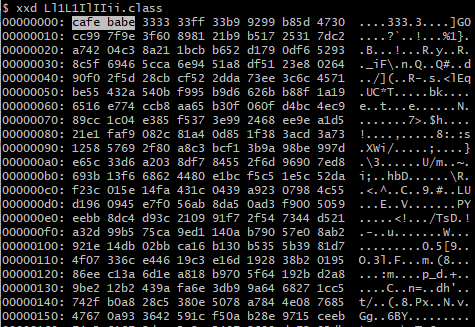 $ xxd Ll1L1IlIIii.class
00000000: cafe babe 3333 33ff 33b9 9299 b85d 4730 ....333.3....]G0
00000010: cc99 7f9e 3f60 8981 21b9 b517 2531 7dc2 ....?`..!...%1}.
00000020: a742 04c3 8a21 1bcb b652 d179 0df6 5293 .B...!...R.y..R.
00000030: 8c5f 6946 5cca 6e94 51a8 df51 23e8 0264 ._iF\.n.Q..Q#..d
00000040: 90f0 2f5d 28cb cf52 2dda 73ee 3c6c 4571 ../](..R-.s.<lEq
00000050: be55 432a 540b f995 b9d6 626b b88f 1a19 .UC*T.....bk....
00000060: 6516 e774 ccb8 aa65 b30f 060f d4bc 4ec9 e..t...e......N.
00000070: 89cc 1c04 e385 f537 3e99 2468 ee9e a1d5 .......7>.$h....
00000080: 21e1 faf9 082c 81a4 0d85 1f38 acd3 3a73 !....,.....8..:s
00000090: 1258 5769 2f80 a8c3 bcf1 3b9a 98be 997d .XWi/.....;....}
000000a0: e65c 33d6 a203 8df7 8455 2f6d 9690 7ed8 .\3......U/m..~.
000000b0: 693b 13f6 6862 4480 e1bc f5c5 1e5c 52da i;..hbD......\R.
000000c0: f23c 015e 14fa 431c 0439 a923 0798 4c55 .<.^..C..9.#..LU
000000d0: d196 0945 e7f0 56ab 8da5 0ad3 f900 5059 ...E..V.......PY
000000e0: eebb 8dc4 d93c 2109 91f7 2f54 7344 d521 .....<!.../TsD.!
000000f0: a32d 99b5 75ca 9ed1 140a b790 57e0 8ab2 .-..u.......W...
00000100: 921e 14db 02bb ca16 b130 b535 5b39 81d7 .........0.5[9..
00000110: 4f07 336c e446 19c3 e16d 1928 38b2 0195 O.3l.F...m.(8...
00000120: 86ee c13a 6d1e a818 b970 5f64 192b d2a8 ...:m....p_d.+..
00000130: 9be2 12b2 439a fa6e 3db9 9a64 6827 1cc5 ....C..n=..dh'..
00000140: 742f b0a8 28c5 380e 5078 a784 4e08 7685 t/..(.8.Px..N.v.
00000150: 4767 0a93 3642 591c f50a b28e 9715 ceeb Gg..6BY.........